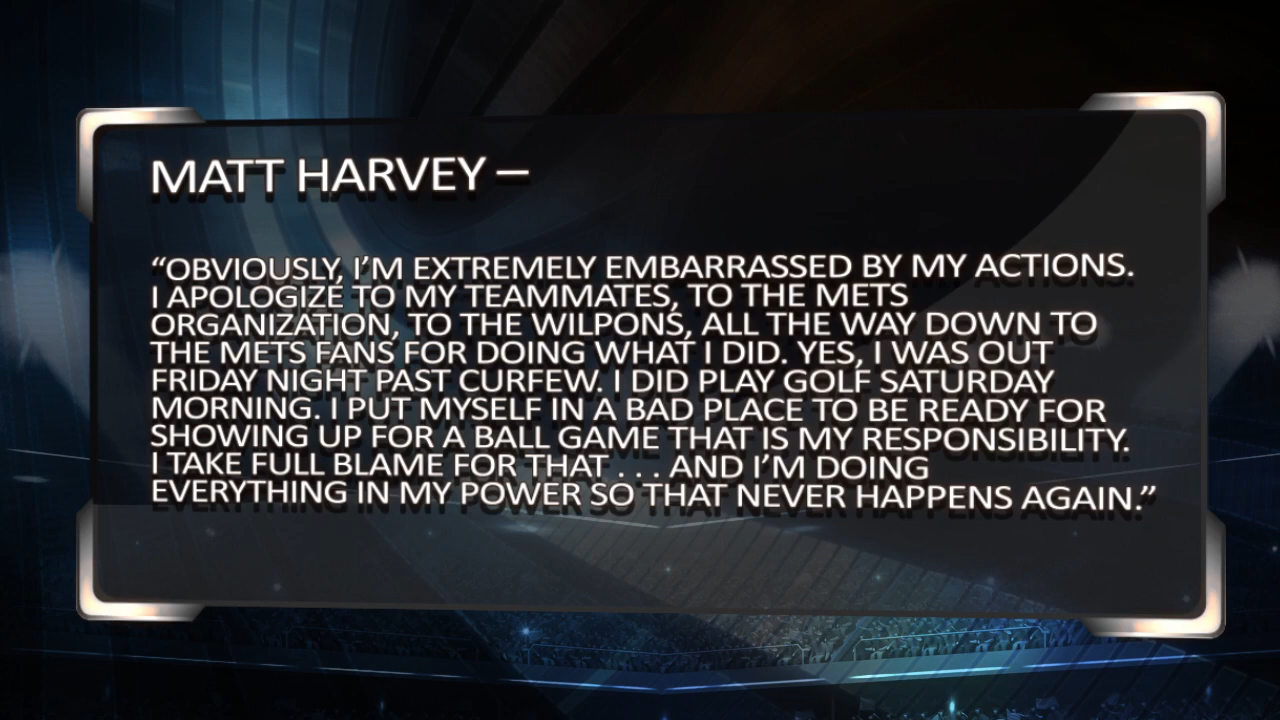 MATT HARVEY –
“OBVIOUSLY, I’M EXTREMELY EMBARRASSED BY MY ACTIONS.
I APOLOGIZE TO MY TEAMMATES, TO THE METS
ORGANIZATION, TO THE WILPONS, ALL THE WAY DOWN TO
THE METS FANS FOR DOING WHAT I DID. YES, I WAS OUT
FRIDAY NIGHT PAST CURFEW. I DID PLAY GOLF SATURDAY
MORNING. I PUT MYSELF IN A BAD PLACE TO BE READY FOR
SHOWING UP FOR A BALL GAME THAT IS MY RESPONSIBILITY.
I TAKE FULL BLAME FOR THAT . . . AND I’M DOING
EVERYTHING IN MY POWER SO THAT NEVER HAPPENS AGAIN.”